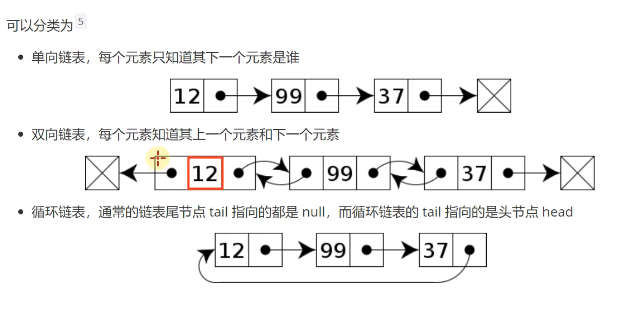 可以分类为 5
单向链表，每个元素只知道其下一个元素是谁
12 99 37
双向链表，每个元素知道其上一个元素和下一个元素
12 99 37
循环链表，通常的链表尾节点 tail 指向的都是 null，而循环链表的 tail 指向的是头节点 head
12 99 37